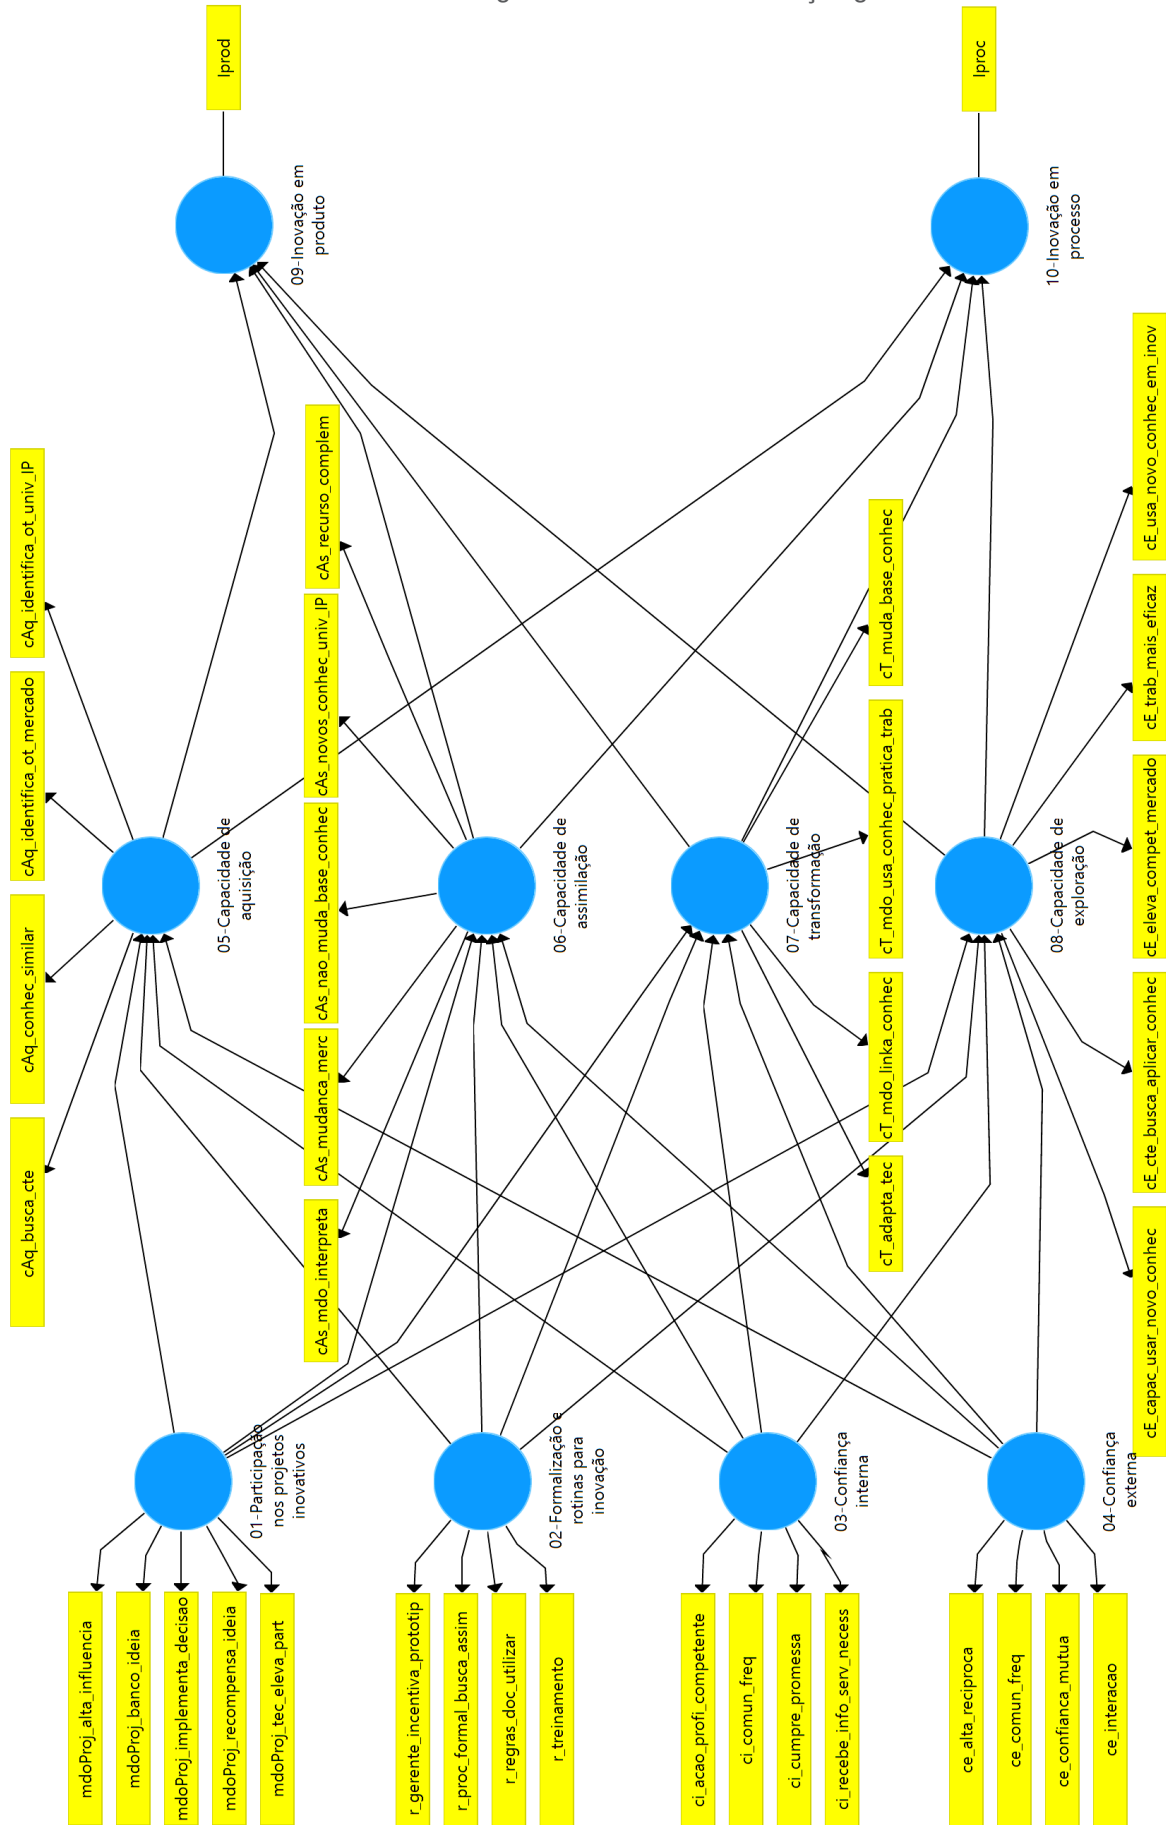 Iprod
Iproc
09-Inovação em
produto
10-Inovação em
processo
cAq_identifica_ot_univ_IP
cAq_identifica_ot_mercado
cAq_conhec_similar
cAq_busca_cte
05-Capacidade de
aquisição
cAs_recurso_complem
cAs_novos_conhec_univ_IP
cAs_nao_muda_base_conhec
cAs_mudanca_merc
cAs_mdo_interpreta
06-Capacidade de
assimilação
cT_muda_base_conhec
cT_mdo_usa_conhec_pratica_trab
cT_mdo_linka_conhec
cT_adapta_tec
07-Capacidade de
transformação
cE_usa_novo_conhec_em_inov
cE_trab_mais_eficaz
cE_eleva_compet_mercado
cE_cte_busca_aplicar_conhec
cE_capac_usar_novo_conhec
08-Capacidade de
exploração
01-Participação
nos projetos
inovativos
02-Formalização e
rotinas para
inovação
03-Confiança
interna
04-Confiança
externa
mdoProj_alta_influencia
mdoProj_banco_ideia
mdoProj_implementa_decisao
mdoProj_recompensa_ideia
mdoProj_tec_eleva_part
r_gerente_incentiva_prototip
r_proc_formal_busca_assim
r_regras_doc_utilizar
r_treinamento
ci_acao_profi_competente
ci_comun_freq
ci_cumpre_promessa
ci_recebe_info_serv_necess
ce_alta_reciproca
ce_comun_freq
ce_confianca_mutua
ce_interacao